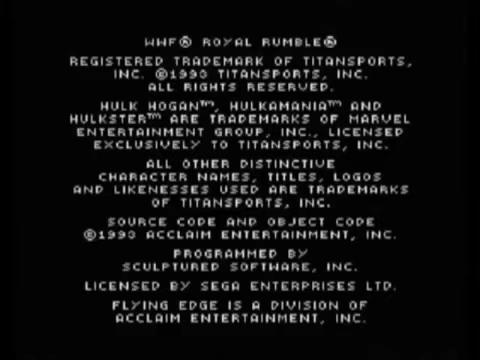 WWF® ROYAL RUMBLE®
REGISTERED TRADEMARK OF TITANSPORTS,
INC. ©1993 TITANSPORTS, INC.
ALL RIGHTS RESERVED.
HULK HOGAN™, HULKAMANIA™ AND
HULKSTER™ ARE TRADEMARKS OF MARVEL
ENTERTAINMENT GROUP, INC., LICENSED
EXCLUSIVELY TO TITANSPORTS, INC.
ALL OTHER DISTINCTIVE
CHARACTER NAMES, TITLES, LOGOS
AND LIKENESSES USED ARE TRADEMARKS
OF TITANSPORTS, INC.
SOURCE CODE AND OBJECT CODE
©1993 ACCLAIM ENTERTAINMENT, INC.
PROGRAMMED BY
SCULPTURED SOFTWARE, INC.
LICENSED BY SEGA ENTERPRISES LTD.
FLYING EDGE IS A DIVISION OF
ACCLAIM ENTERTAINMENT, INC.